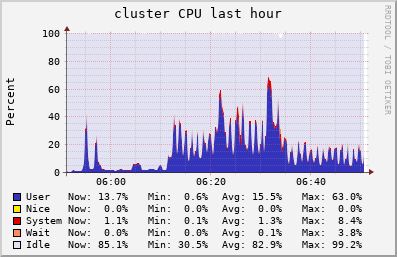 cluster CPU last hour
RRDTOOL / TOBI OETIKER
Percent
100
80
60
40
20
0
06:00 06:20 06:40
User Now: 13.7% Min: 0.6% Avg: 15.5% Max: 63.0%
Nice Now: 0.0% Min: 0.0% Avg: 0.0% Max: 0.0%
System Now: 1.1% Min: 0.1% Avg: 1.3% Max: 8.4%
Wait Now: 0.0% Min: 0.0% Avg: 0.1% Max: 3.8%
Idle Now: 85.1% Min: 30.5% Avg: 82.9% Max: 99.2%